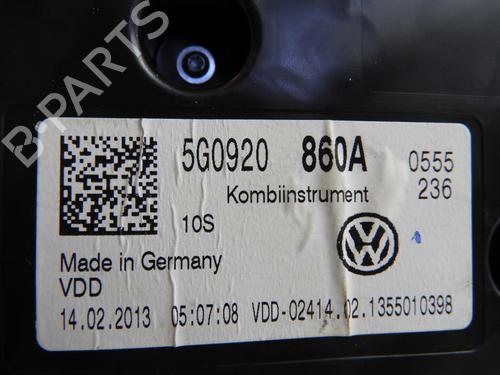 B-PARTS
5G0920 860A 0555
Kombiinstrument 236
10S
Made in Germany
VDD
14.02.2013 05:07:08 VDD-02414.02.1355010398